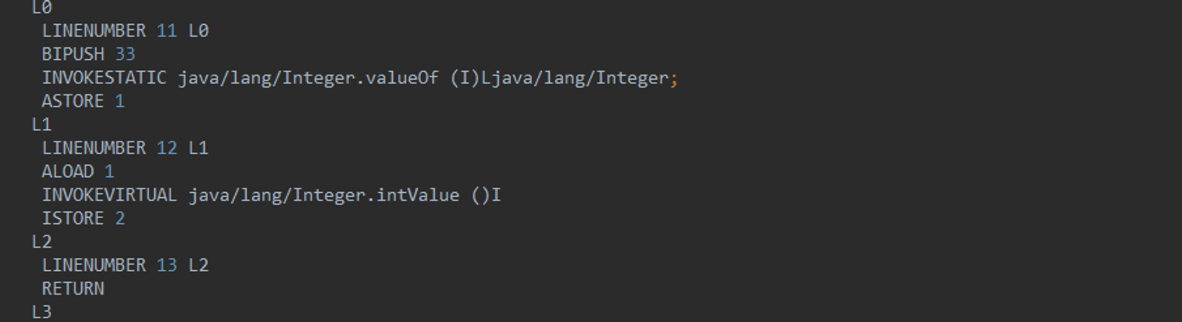 L0
LINENUMBER 11 L0
BIPUSH 33
INVOKESTATIC java/lang/Integer.valueOf (I)Ljava/lang/Integer;
ASTORE 1
L1
LINENUMBER 12 L1
ALOAD 1
INVOKEVIRTUAL java/lang/Integer.intValue ()I
ISTORE 2
L2
LINENUMBER 13 L2
RETURN
L3